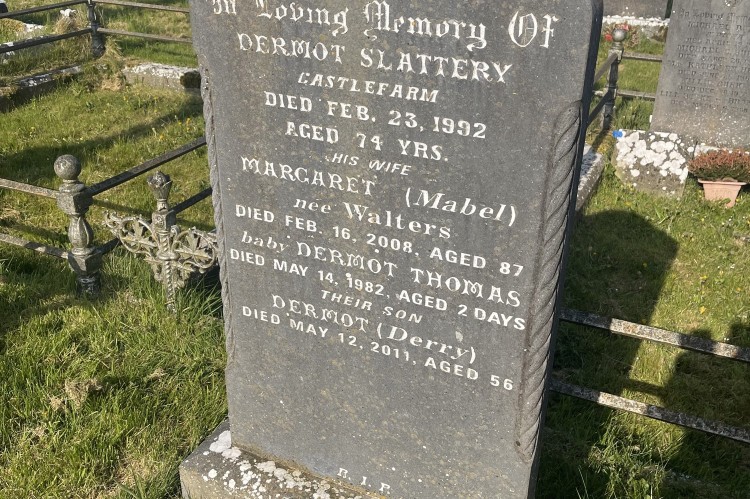 In Loving Memory Of
DERMOT SLATTERY
CASTLEFARM
DIED FEB. 23, 1992
AGED 74 YRS.
HIS WIFE
MARGARET (Mabel)
née Walters
DIED FEB. 16, 2008, AGED 87
baby DERMOT THOMAS
DIED MAY 14, 1982, AGED 2 DAYS
THEIR SON
DERMOT (Derry)
DIED MAY 12, 2011, AGED 56
R.I.P.